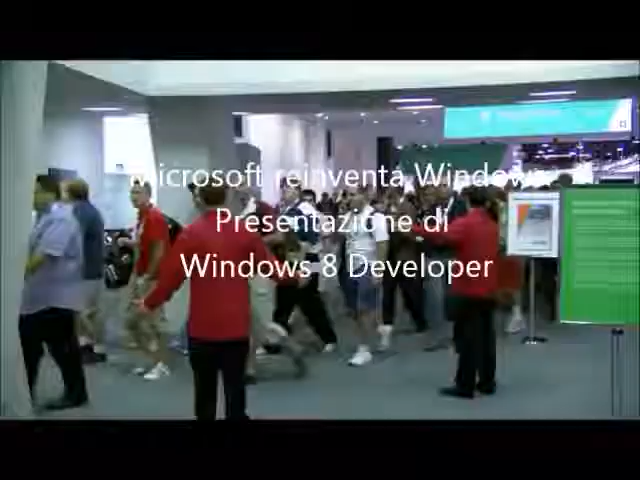 Microsoft reinventa Windows
Presentazione di
Windows 8 Developer